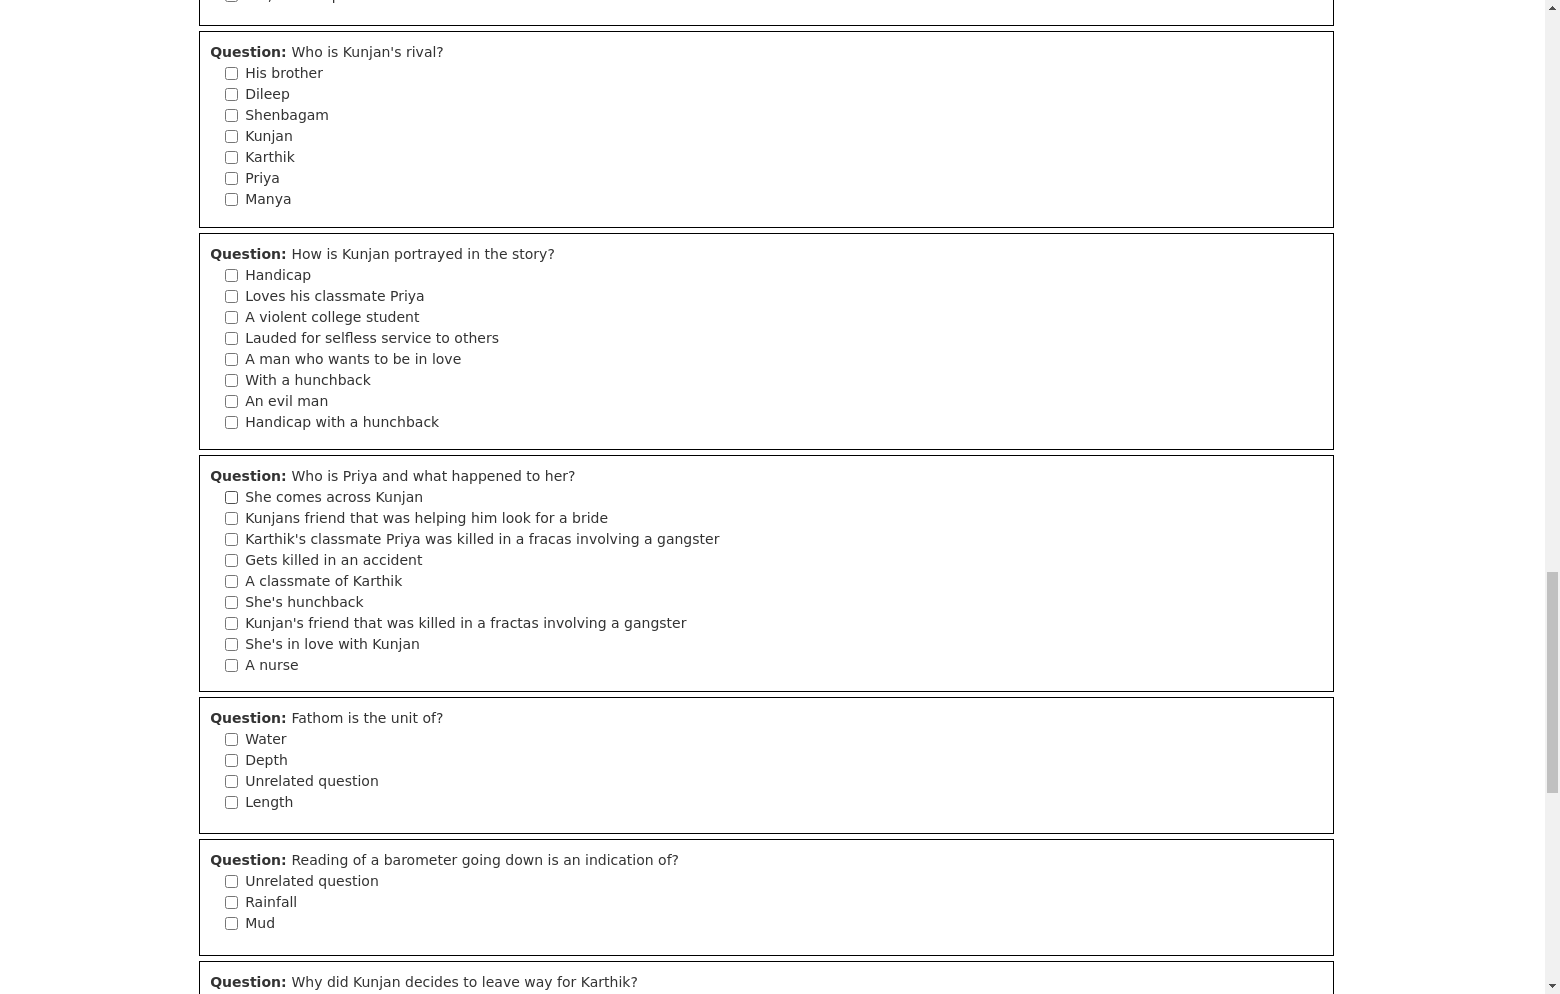 Question: Who is Kunjan's rival?
His brother
Dileep
Shenbagam
Kunjan
Karthik
Priya
Manya
Question: How is Kunjan portrayed in the story?
Handicap
Loves his classmate Priya
A violent college student
Lauded for selfless service to others
A man who wants to be in love
With a hunchback
An evil man
Handicap with a hunchback
Question: Who is Priya and what happened to her?
She comes across Kunjan
Kunjans friend that was helping him look for a bride
Karthik's classmate Priya was killed in a fracas involving a gangster
Gets killed in an accident
A classmate of Karthik
She's hunchback
Kunjan's friend that was killed in a fractas involving a gangster
She's in love with Kunjan
A nurse
Question: Fathom is the unit of?
Water
Depth
Unrelated question
Length
Question: Reading of a barometer going down is an indication of?
Unrelated question
Rainfall
Mud
Question: Why did Kunjan decides to leave way for Karthik?